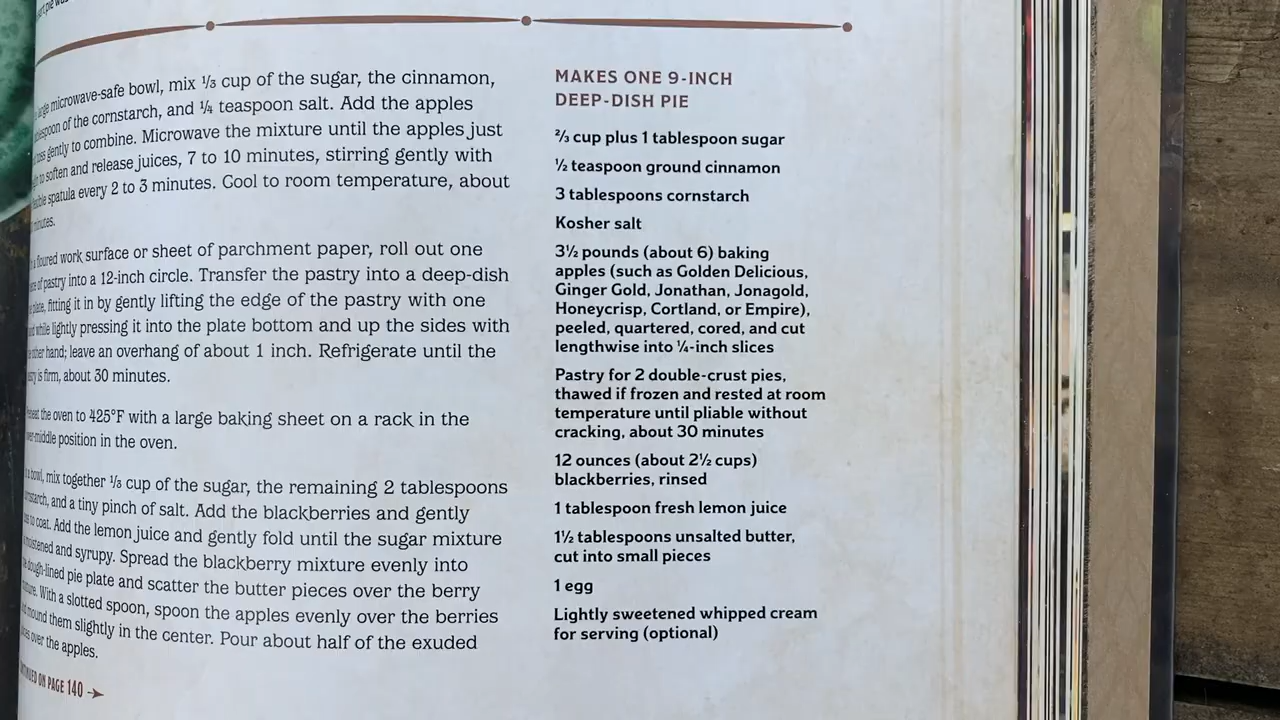 microwave-safe bowl, mix ⅓ cup of the sugar, the cinnamon,
of the cornstarch, and ¼ teaspoon salt. Add the apples
gently to combine. Microwave the mixture until the apples just
to soften and release juices, 7 to 10 minutes, stirring gently with
spatula every 2 to 3 minutes. Cool to room temperature, about
minutes.
floured work surface or sheet of parchment paper, roll out one
of pastry into a 12-inch circle. Transfer the pastry into a deep-dish
plate, fitting it in by gently lifting the edge of the pastry with one
while lightly pressing it into the plate bottom and up the sides with
other hand; leave an overhang of about 1 inch. Refrigerate until the
is firm, about 30 minutes.
the oven to 425°F with a large baking sheet on a rack in the
position in the oven.
bowl, mix together ⅓ cup of the sugar, the remaining 2 tablespoons
and a tiny pinch of salt. Add the blackberries and gently
to coat. Add the lemon juice and gently fold until the sugar mixture
and syrupy. Spread the blackberry mixture evenly into
dough-lined pie plate and scatter the butter pieces over the berry
With a slotted spoon, spoon the apples evenly over the berries
mound them slightly in the center. Pour about half of the exuded
over the apples.
ON PAGE 140
MAKES ONE 9-INCH
DEEP-DISH PIE
⅔ cup plus 1 tablespoon sugar
½ teaspoon ground cinnamon
3 tablespoons cornstarch
Kosher salt
3½ pounds (about 6) baking
apples (such as Golden Delicious,
Ginger Gold, Jonathan, Jonagold,
Honeycrisp, Cortland, or Empire),
peeled, quartered, cored, and cut
lengthwise into ¼-inch slices
Pastry for 2 double-crust pies,
thawed if frozen and rested at room
temperature until pliable without
cracking, about 30 minutes
12 ounces (about 2½ cups)
blackberries, rinsed
1 tablespoon fresh lemon juice
1½ tablespoons unsalted butter,
cut into small pieces
1 egg
Lightly sweetened whipped cream
for serving (optional)